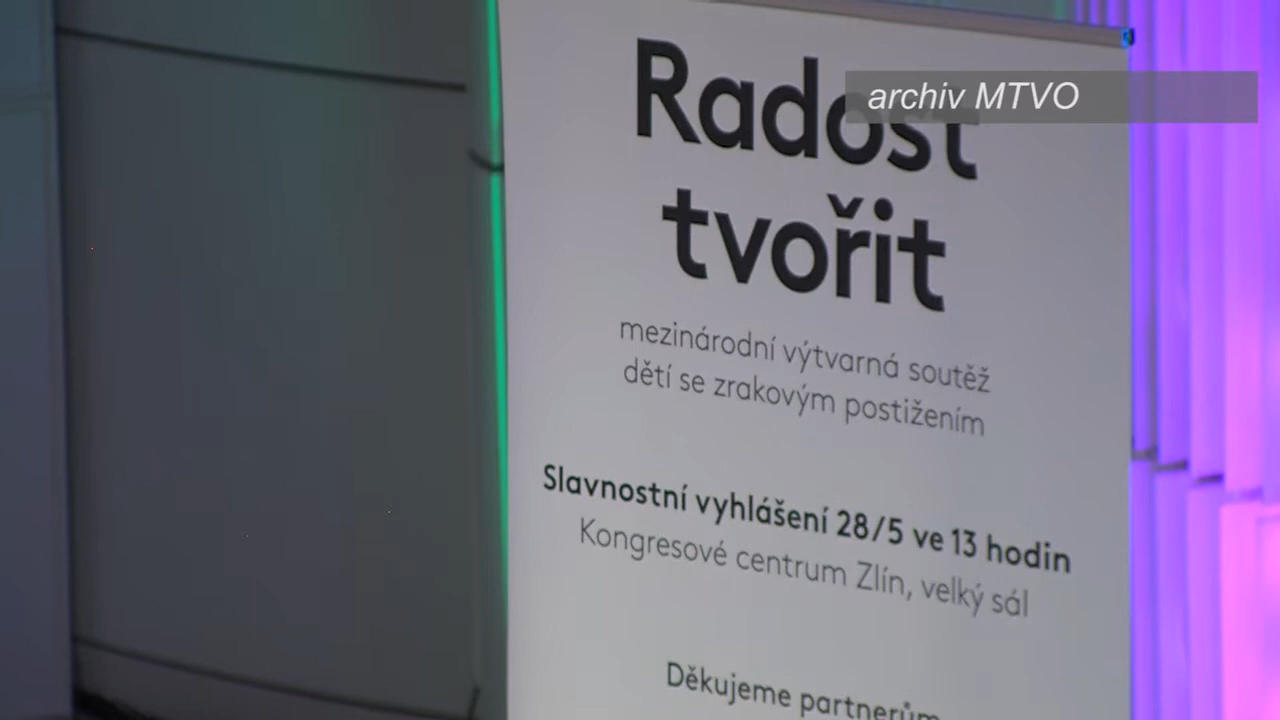 archiv MTVO
Radost
tvořit
mezinárodní výtvarná soutěž
dětí se zrakovým postižením
Slavnostní vyhlášení 28/5 ve 13 hodin
Kongresové centrum Zlín, velký sál
Děkujeme partnerům